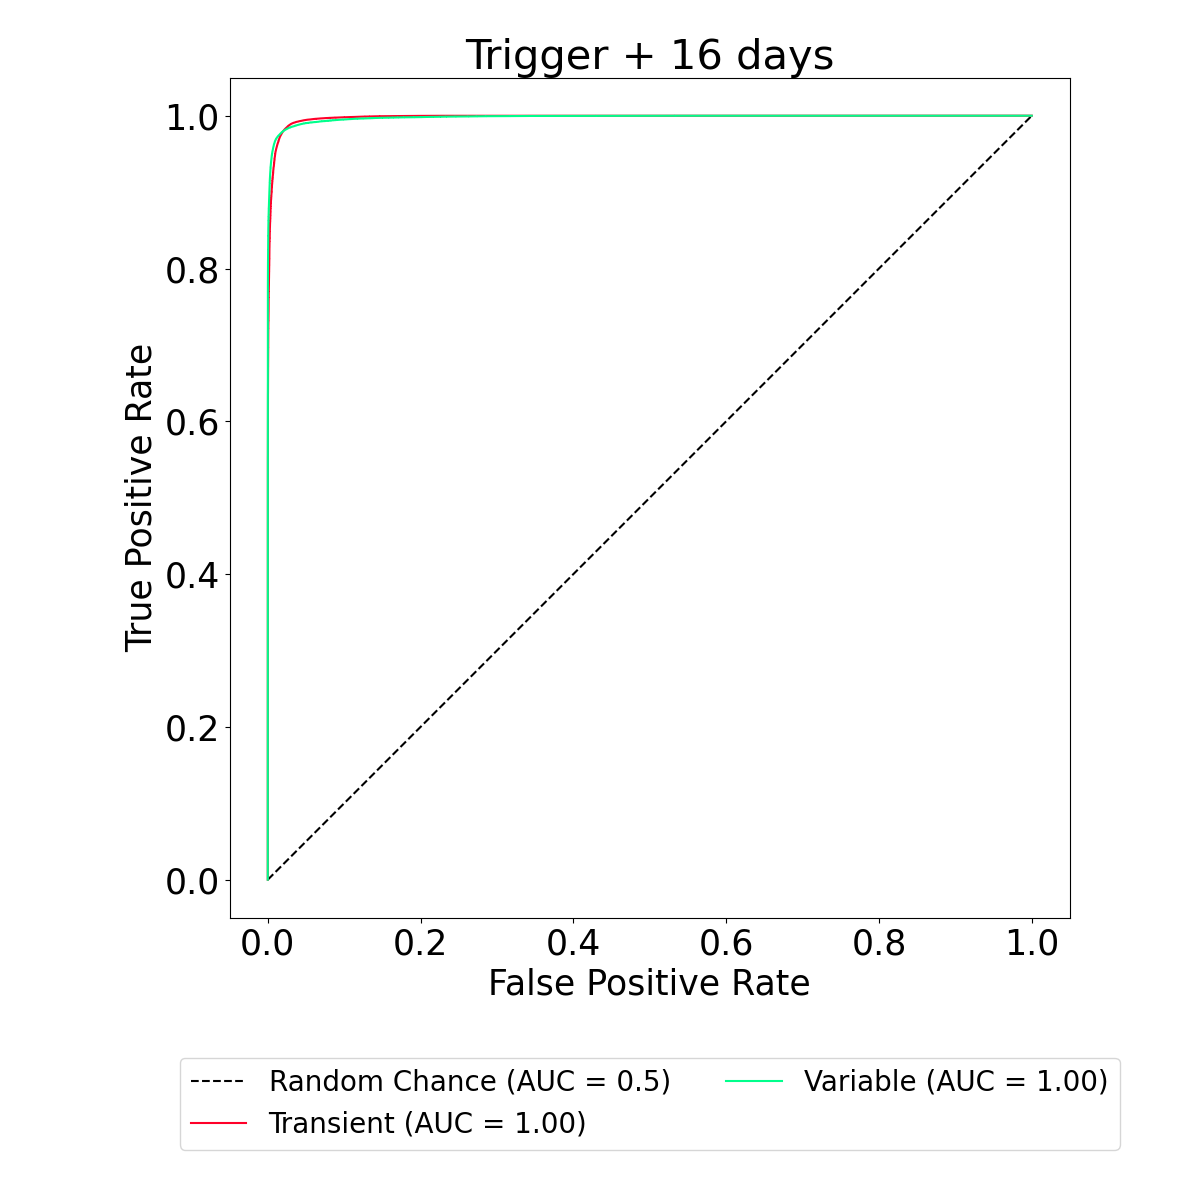 Trigger + 16 days
1.0
0.8
0.6
0.4
0.2
0.0
True Positive Rate
0.0 0.2 0.4 0.6 0.8 1.0
False Positive Rate
Random Chance (AUC = 0.5) Variable (AUC = 1.00)
Transient (AUC = 1.00)